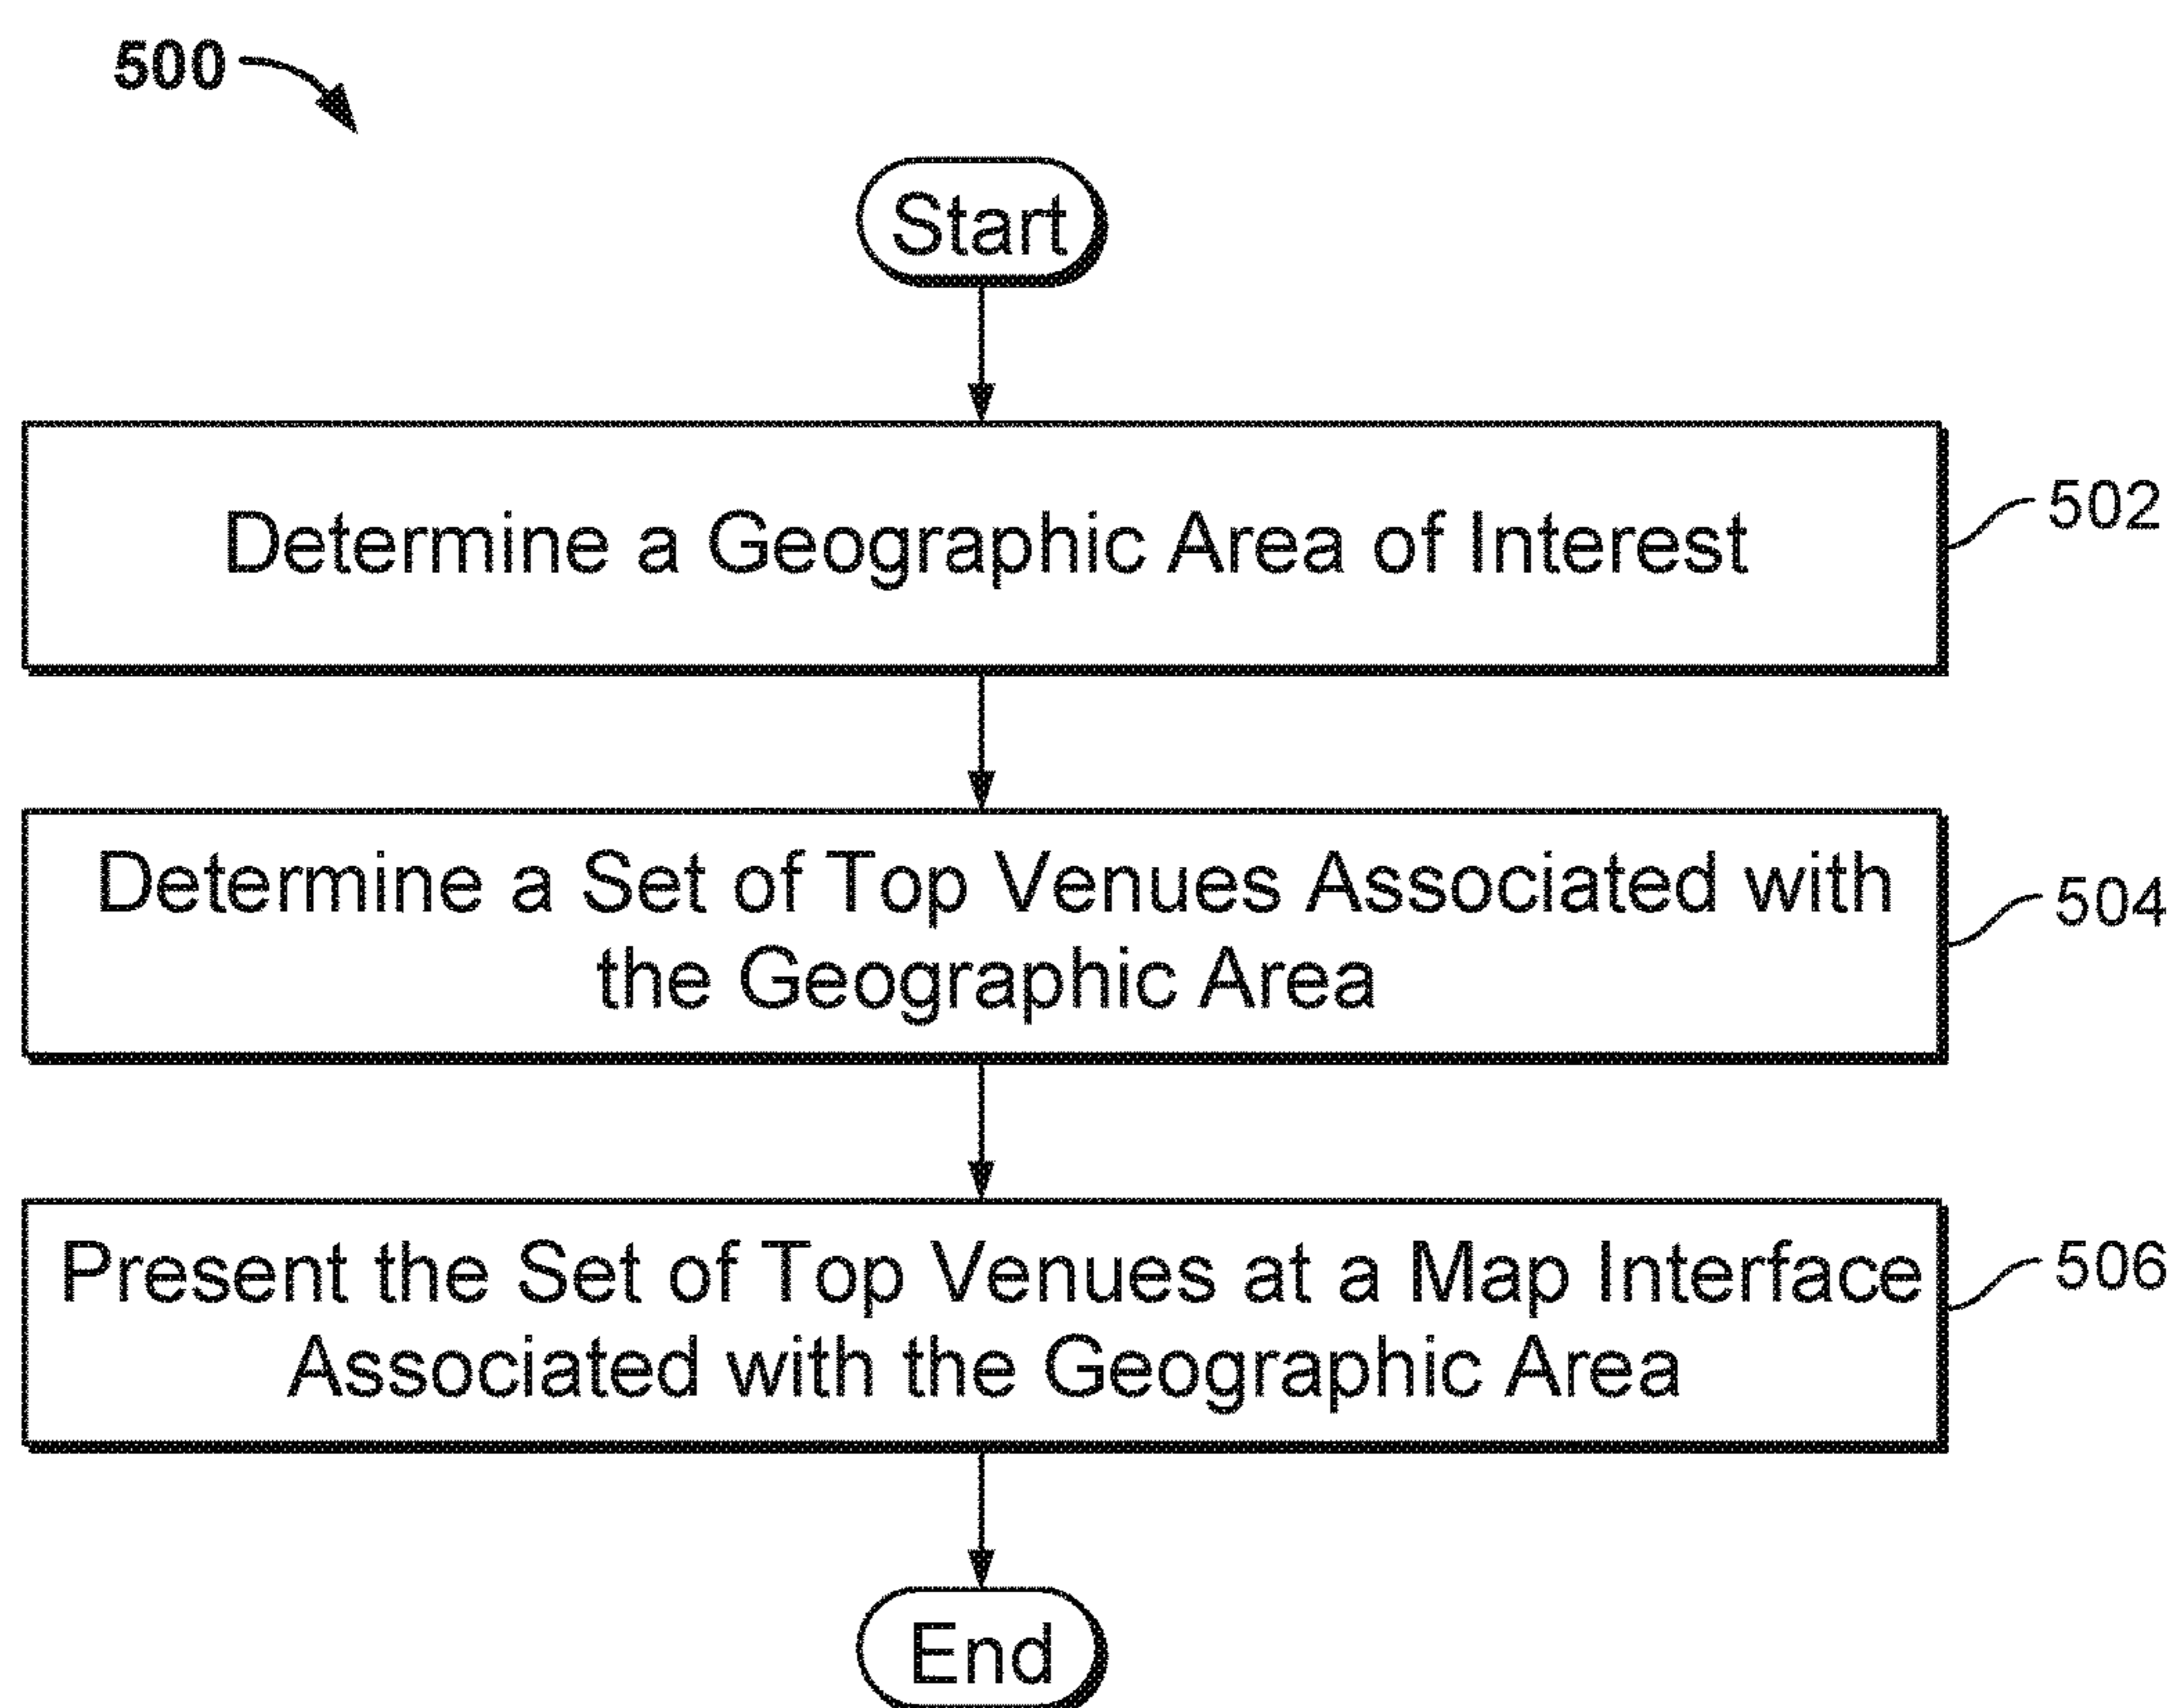 500
Start
Determine a Geographic Area of Interest
502
Determine a Set of Top Venues Associated with
the Geographic Area
504
Present the Set of Top Venues at a Map Interface
Associated with the Geographic Area
506
End